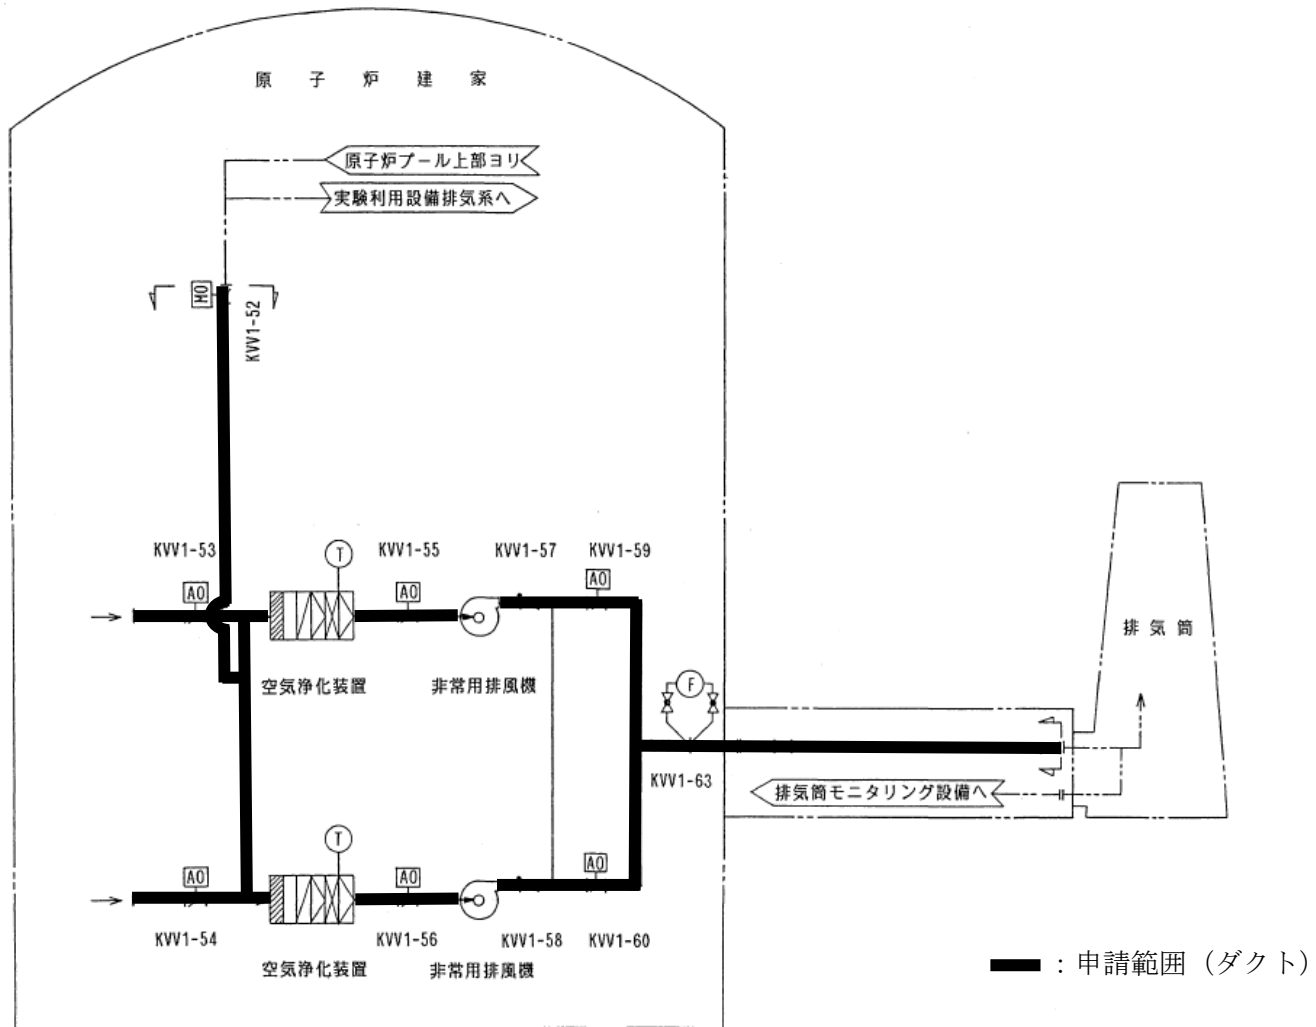 原子炉建家
原子炉プール上部ヨリ
実験利用設備排気系へ
MO
KVV1-52
KVV1-53
T
KVV1-55
KVV1-57
KVV1-59
AO
AO
AO
空気浄化装置
非常用排風機
F
排気筒
KVV1-63
排気筒モニタリング設備へ
T
AO
AO
AO
KVV1-54
KVV1-56
KVV1-58
KVV1-60
空気浄化装置
非常用排風機
：申請範囲（ダクト）